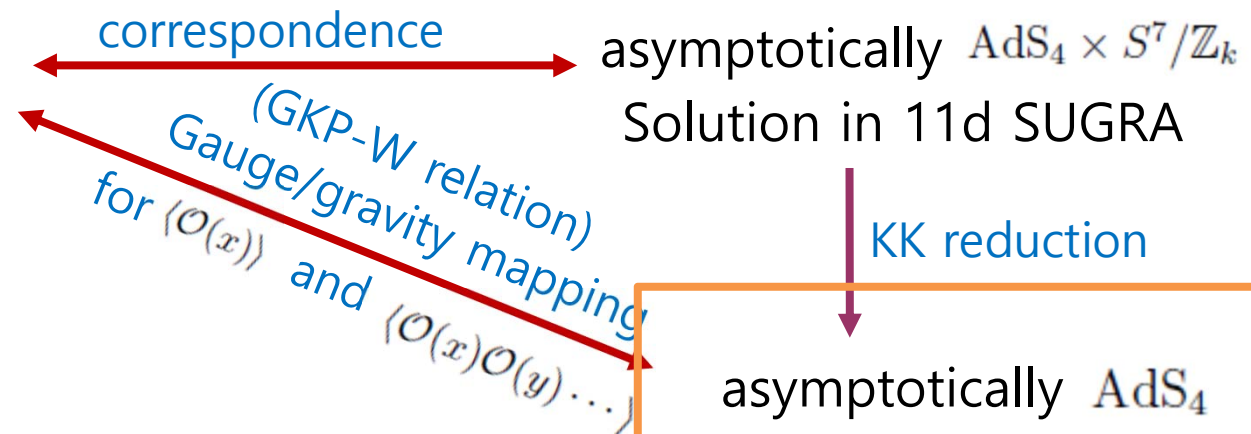 correspondence
asymptotically AdS₄ × S⁷/ℤₖ
Solution in 11d SUGRA
(GKP-W relation)
Gauge/gravity mapping
for ⟨𝒪(x)⟩ and ⟨𝒪(x)𝒪(y)⋯⟩
KK reduction
asymptotically AdS₄